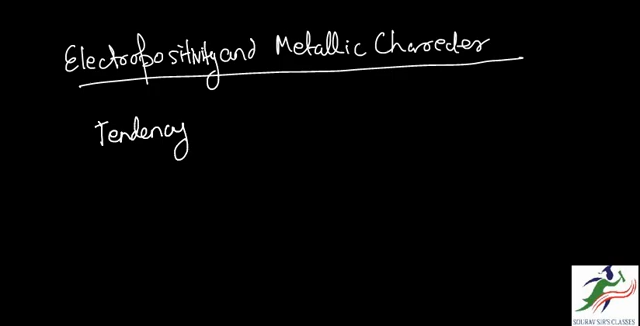 Electropositivity and Metallic Character
Tendency
SOURAV SIR'S CLASSES